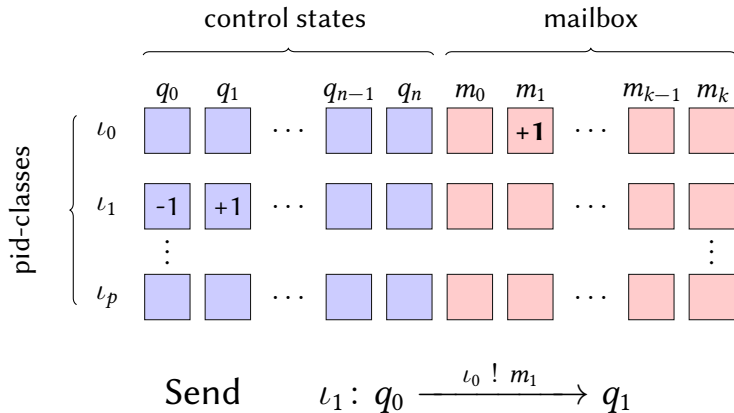 control states mailbox
q₀ q₁ qₙ₋₁ qₙ m₀ m₁ mₖ₋₁ mₖ
pid-classes
ι₀ ⋯ +1 ⋯
ι₁ -1 +1 ⋯ ⋯
⋮ ⋮
ιₚ ⋯ ⋯
Send ι₁: q₀ —ι₀ ! m₁→ q₁